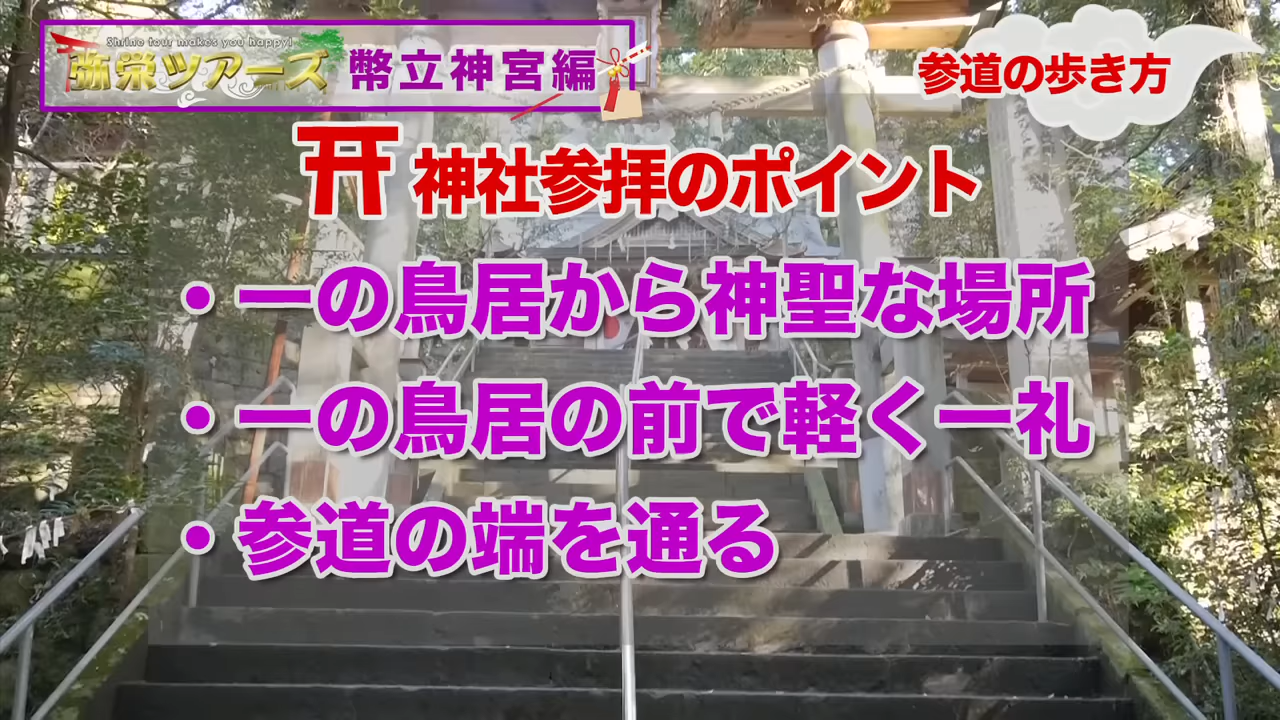 Shrine tour makes you happy!
弥栄ツアーズ 幣立神宮編
参道の歩き方
神社参拝のポイント
・一の鳥居から神聖な場所
・一の鳥居の前で軽く一礼
・参道の端を通る